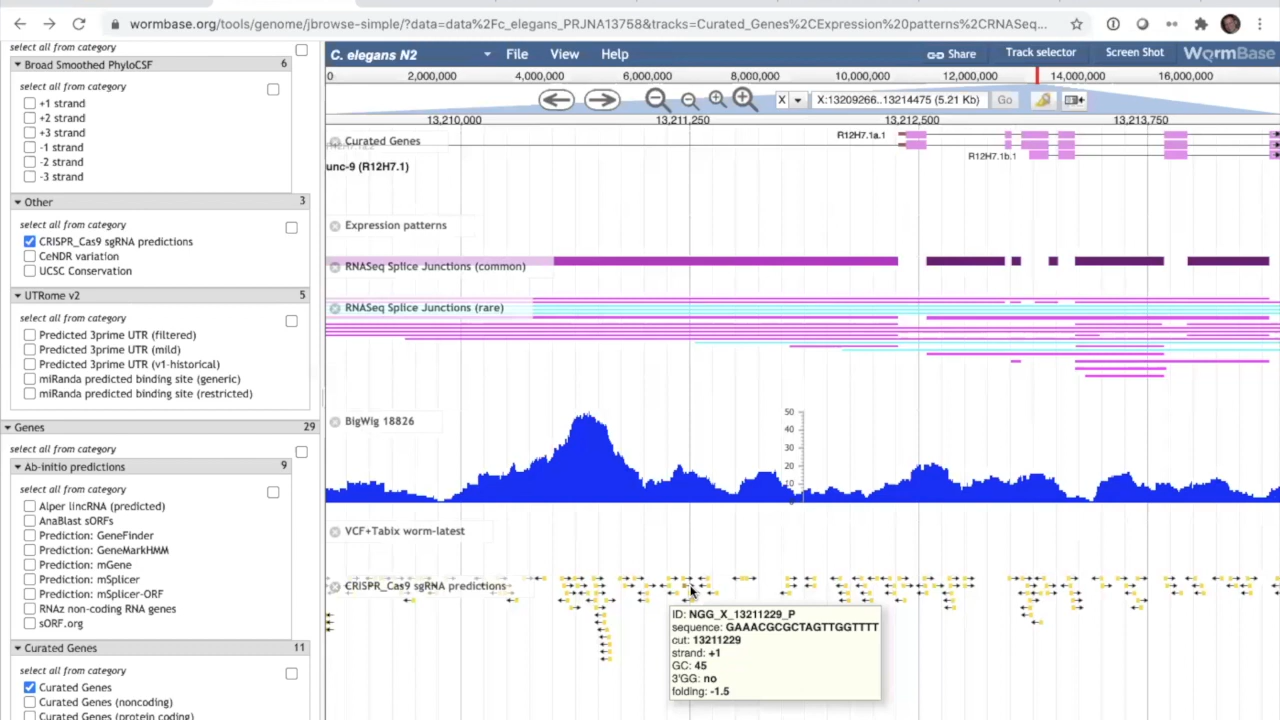 wormbase.org/tools/genome/jbrowse-simple/?data=data%2Fc_elegans_PRJNA13758&tracks=Curated_Genes%2CExpression%20patterns%2CRNASeq...
select all from category
Broad Smoothed PhyloCSF 6
select all from category
+1 strand
+2 strand
+3 strand
-1 strand
-2 strand
-3 strand
Other 3
select all from category
CRISPR_Cas9 sgRNA predictions
CeNDR variation
UCSC Conservation
UTRome v2 5
select all from category
Predicted 3prime UTR (filtered)
Predicted 3prime UTR (mild)
Predicted 3prime UTR (v1-historical)
miRanda predicted binding site (generic)
miRanda predicted binding site (restricted)
Genes 29
select all from category
Ab-initio predictions 9
select all from category
Alper lincRNA (predicted)
AnaBlast sORFs
Prediction: GeneFinder
Prediction: GeneMarkHMM
Prediction: mGene
Prediction: mSplicer
Prediction: mSplicer-ORF
RNAz non-coding RNA genes
sORF.org
Curated Genes 11
select all from category
Curated Genes
Curated Genes (noncoding)
Curated Genes (protein coding)
C. elegans N2 File View Help Share Track selector Screen Shot WormBase
0 2,000,000 4,000,000 6,000,000 8,000,000 10,000,000 12,000,000 14,000,000 16,000,000
X X:13209266..13214475 (5.21 Kb) Go
13,210,000 13,211,250 13,212,500 13,213,750
Curated Genes
R12H7.1a.1
R12H7.1b.1
unc-9 (R12H7.1)
Expression patterns
RNASeq Splice Junctions (common)
RNASeq Splice Junctions (rare)
BigWig 18826
50
40
30
20
10
0
VCF+Tabix worm-latest
CRISPR_Cas9 sgRNA predictions
ID: NGG_X_13211229_P
sequence: GAAACGCGCTAGTTGGTTTT
cut: 13211229
strand: +1
GC: 45
3'GG: no
folding: -1.5